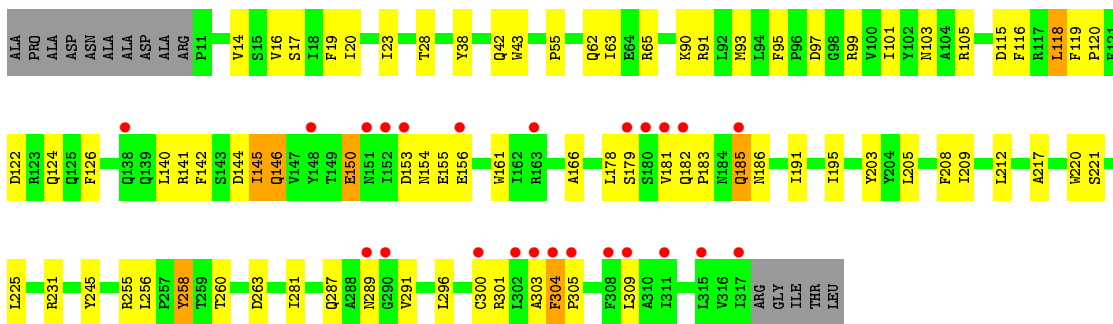 ALA PRO ALA ASP ASN ALA ALA ASP ALA ARG P11 V14 S15 V16 S17 I18 F19 I20 I23 T28 Y38 Q42 W43 P55 Q62 I63 E64 R65 K90 R91 L92 M93 L94 F95 P96 D97 G98 R99 V100 I101 Y102 N103 A104 R105 D115 F116 R117 L118 F119 P120
D122 R123 Q124 Q125 F126 Q138 Q139 L140 R141 F142 S143 D144 I145 Q146 V147 Y148 T149 E150 N151 I152 D153 N154 E155 E156 W161 I162 R163 A166 L178 S179 S180 V181 Q182 P183 N184 Q185 N186 I191 I195 Y203 Y204 L205 F208 I209 L212 A217 W220 S221
L225 R231 Y245 R255 L256 P257 Y258 T259 T260 D263 I281 Q287 A288 N289 G290 V291 L296 C300 R301 L302 A303 F304 P305 F308 L309 A310 I311 L315 V316 I317 ARG GLY ILE THR LEU